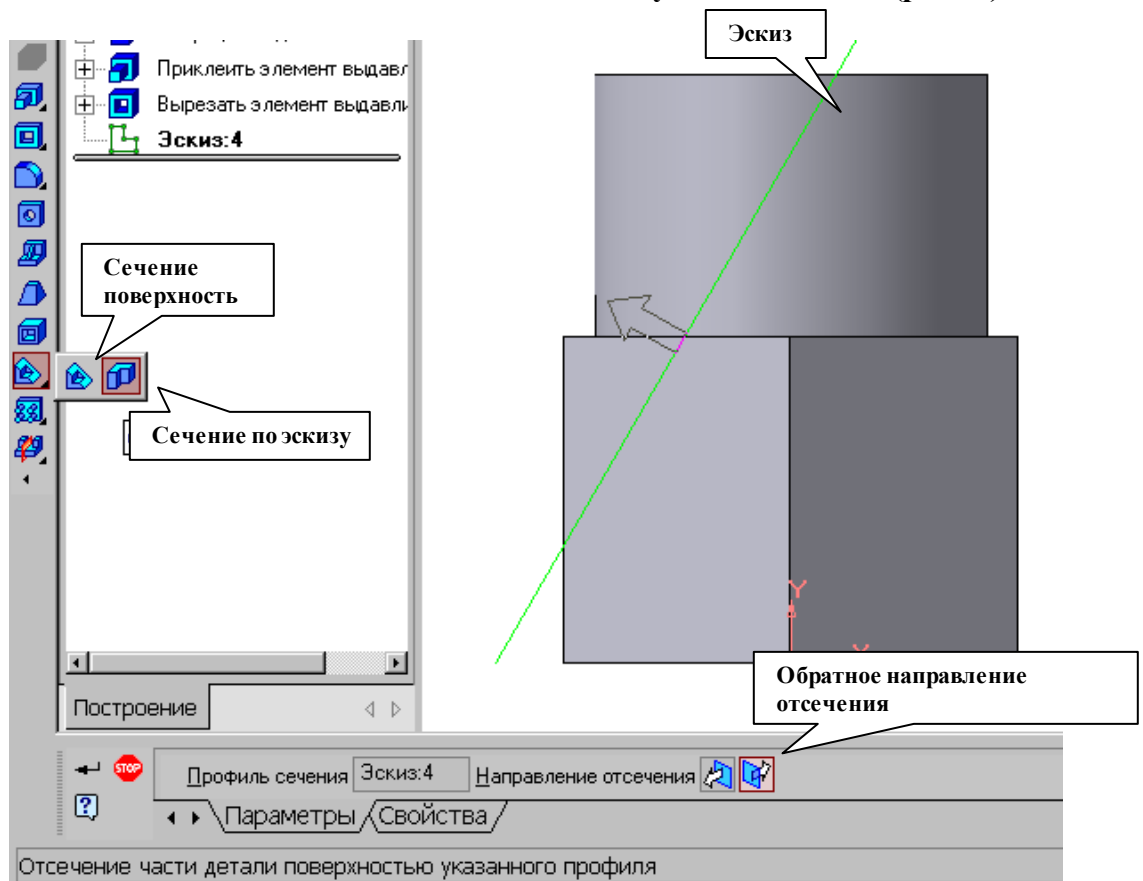 Эскиз
Приклеить элемент выдавл
Вырезать элемент выдавли
Эскиз:4
Сечение
поверхность
Сечение по эскизу
Y
Обратное направление
отсечения
Построение
STOP
Профиль сечения Эскиз:4 Направление отсечения
Параметры Свойства
Отсечение части детали поверхностью указанного профиля